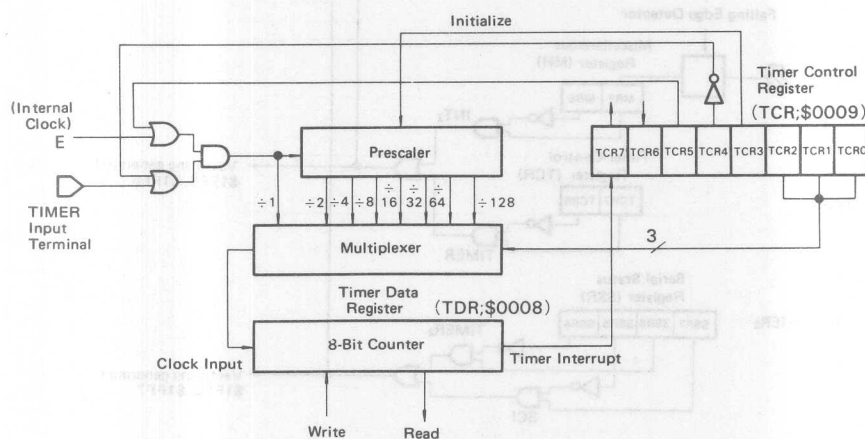 Initialize
Timer Control
Register
(TCR;$0009)
(Internal
Clock)
E
TIMER
Input
Terminal
Prescaler
TCR7 TCR6 TCR5 TCR4 TCR3 TCR2 TCR1 TCR0
÷1 ÷2 ÷4 ÷8 ÷16 ÷32 ÷64 ÷128
Multiplexer
3
Timer Data
Register
(TDR;$0008)
8-Bit Counter
Clock Input
Timer Interrupt
Write
Read